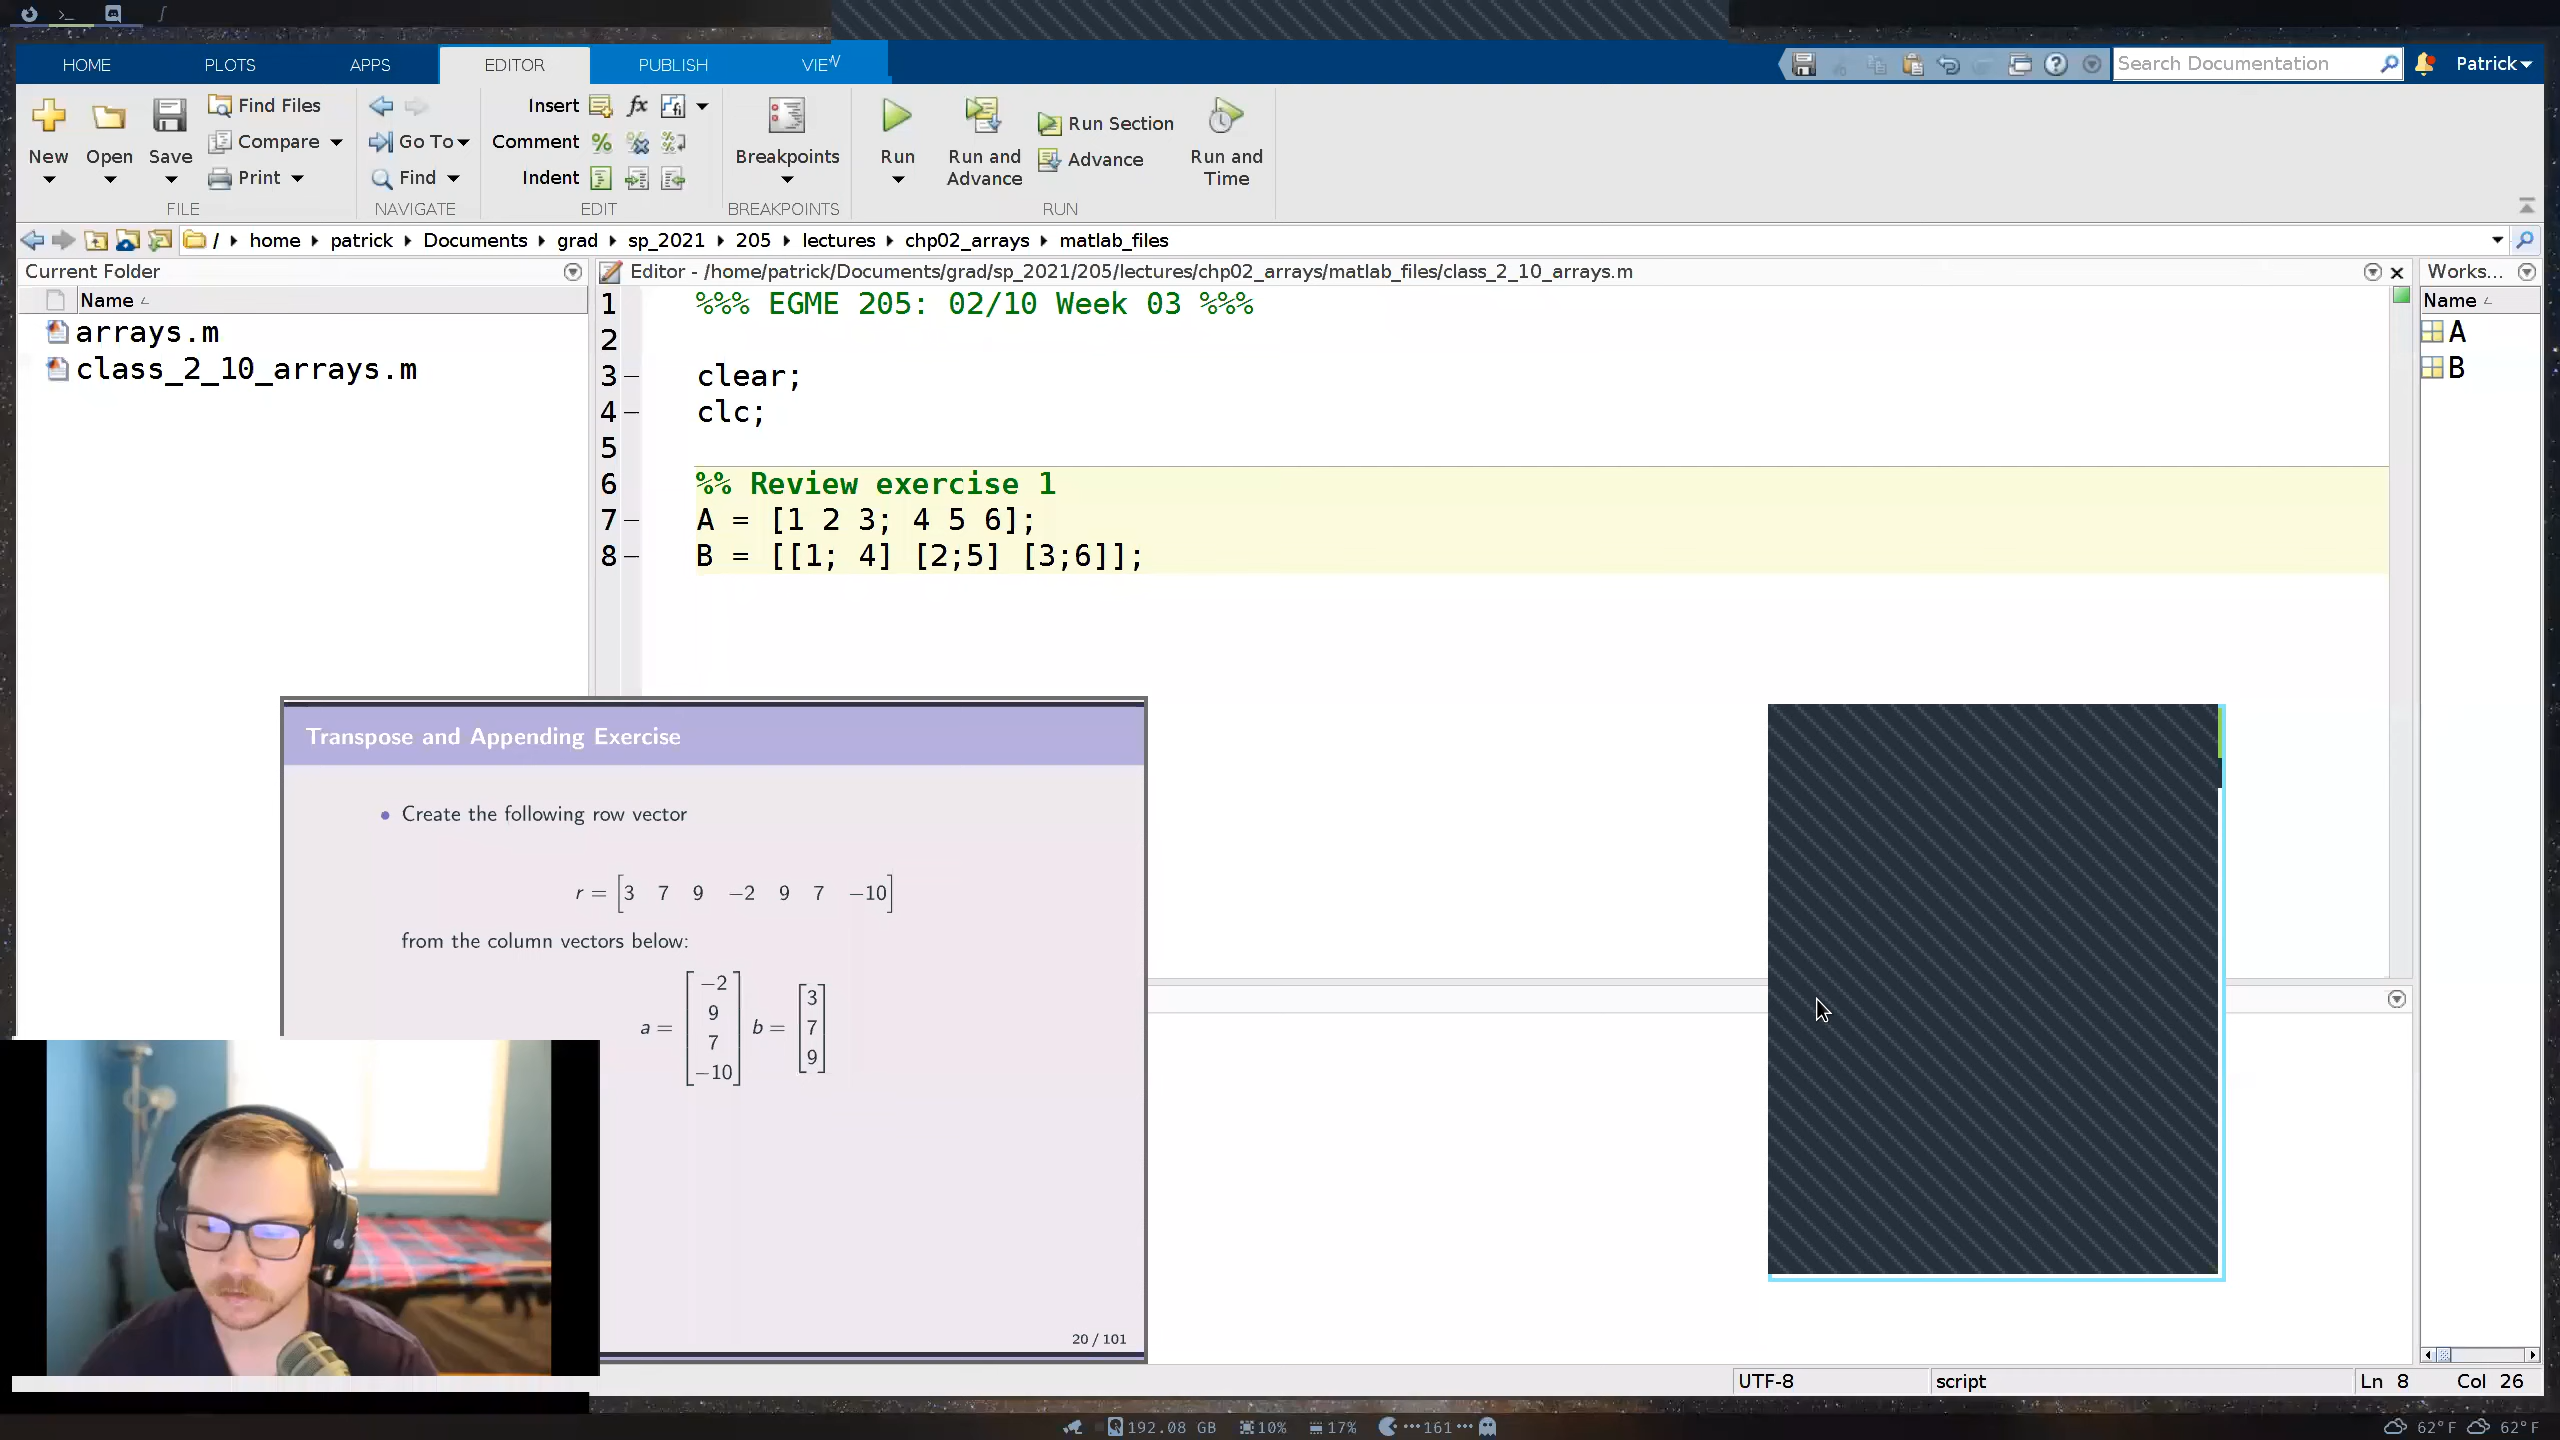 HOME PLOTS APPS EDITOR PUBLISH VIEW
Search Documentation Patrick
New Open Save Find Files Compare Print
Go To Find
Insert fx fi
Comment
Indent
Breakpoints
Run Run and Advance Run Section Advance Run and Time
FILE NAVIGATE EDIT BREAKPOINTS RUN
/ home patrick Documents grad sp_2021 205 lectures chp02_arrays matlab_files
Current Folder
Name
arrays.m
class_2_10_arrays.m
Editor - /home/patrick/Documents/grad/sp_2021/205/lectures/chp02_arrays/matlab_files/class_2_10_arrays.m
1 %%% EGME 205: 02/10 Week 03 %%%
2
3 clear;
4 clc;
5
6 %% Review exercise 1
7 A = [1 2 3; 4 5 6];
8 B = [[1; 4] [2;5] [3;6]];
Works...
Name
A
B
Transpose and Appending Exercise
• Create the following row vector
r = [3 7 9 −2 9 7 −10]
from the column vectors below:
a = [−2 9 7 −10] b = [3 7 9]
20 / 101
UTF-8 script Ln 8 Col 26
192.08 GB 10% 17% 161 62°F 62°F